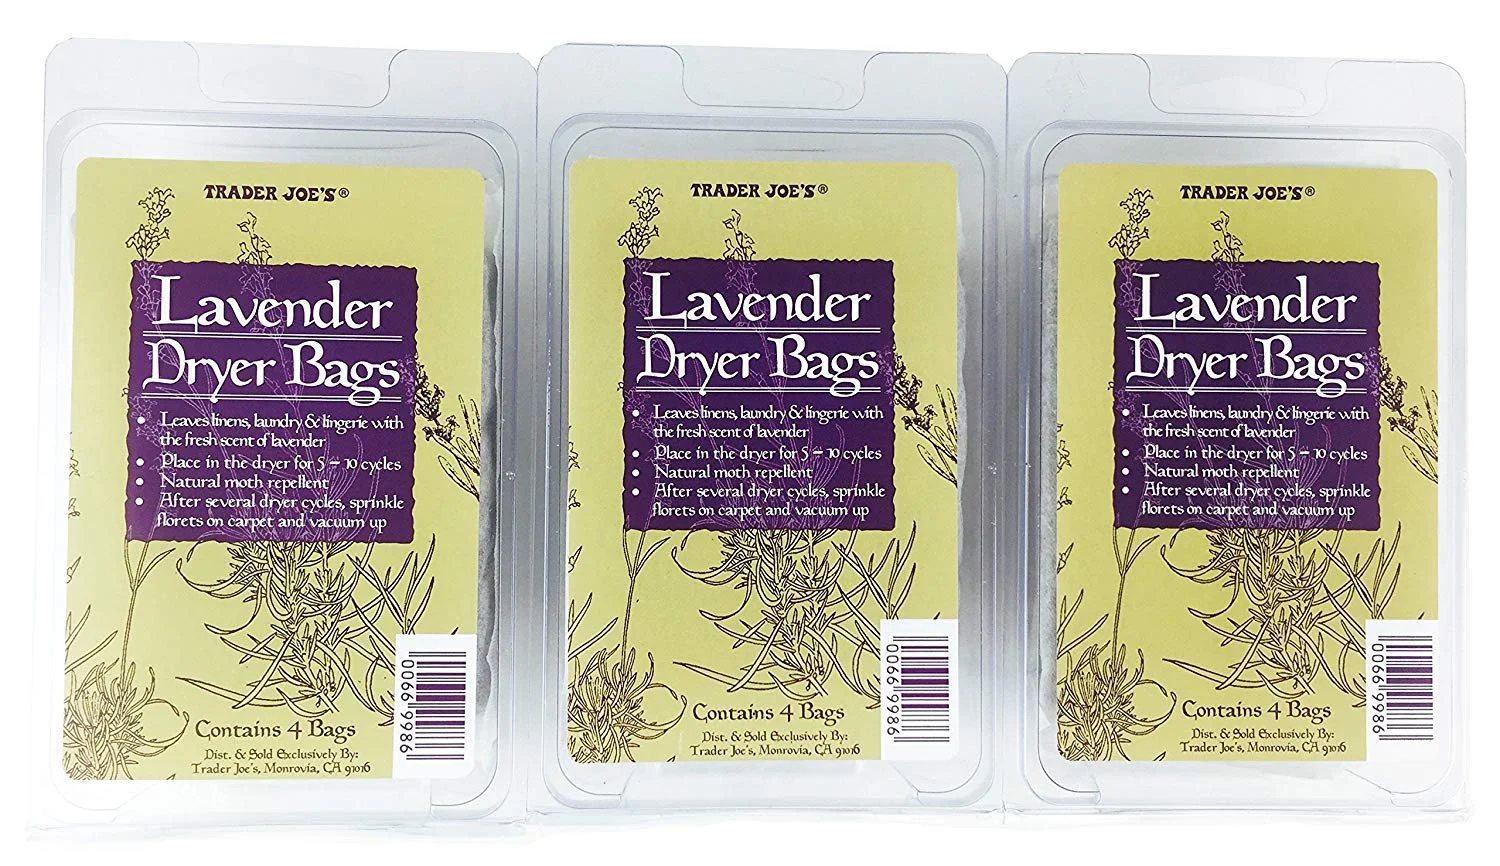 TRADER JOE'S®
Lavender
Dryer Bags
• Leaves linens, laundry & lingerie with
the fresh scent of lavender
• Place in the dryer for 5 – 10 cycles
• Natural moth repellent
• After several dryer cycles, sprinkle
florets on carpet and vacuum up
0066 9986
Contains 4 Bags
Dist. & Sold Exclusively By:
Trader Joe's, Monrovia, CA 91016
TRADER JOE'S®
Lavender
Dryer Bags
• Leaves linens, laundry & lingerie with
the fresh scent of lavender
• Place in the dryer for 5 – 10 cycles
• Natural moth repellent
• After several dryer cycles, sprinkle
florets on carpet and vacuum up
0066 9986
Contains 4 Bags
Dist. & Sold Exclusively By:
Trader Joe's, Monrovia, CA 91016
TRADER JOE'S®
Lavender
Dryer Bags
• Leaves linens, laundry & lingerie with
the fresh scent of lavender
• Place in the dryer for 5 – 10 cycles
• Natural moth repellent
• After several dryer cycles, sprinkle
florets on carpet and vacuum up
0066 9986
Contains 4 Bags
Dist. & Sold Exclusively By:
Trader Joe's, Monrovia, CA 91016